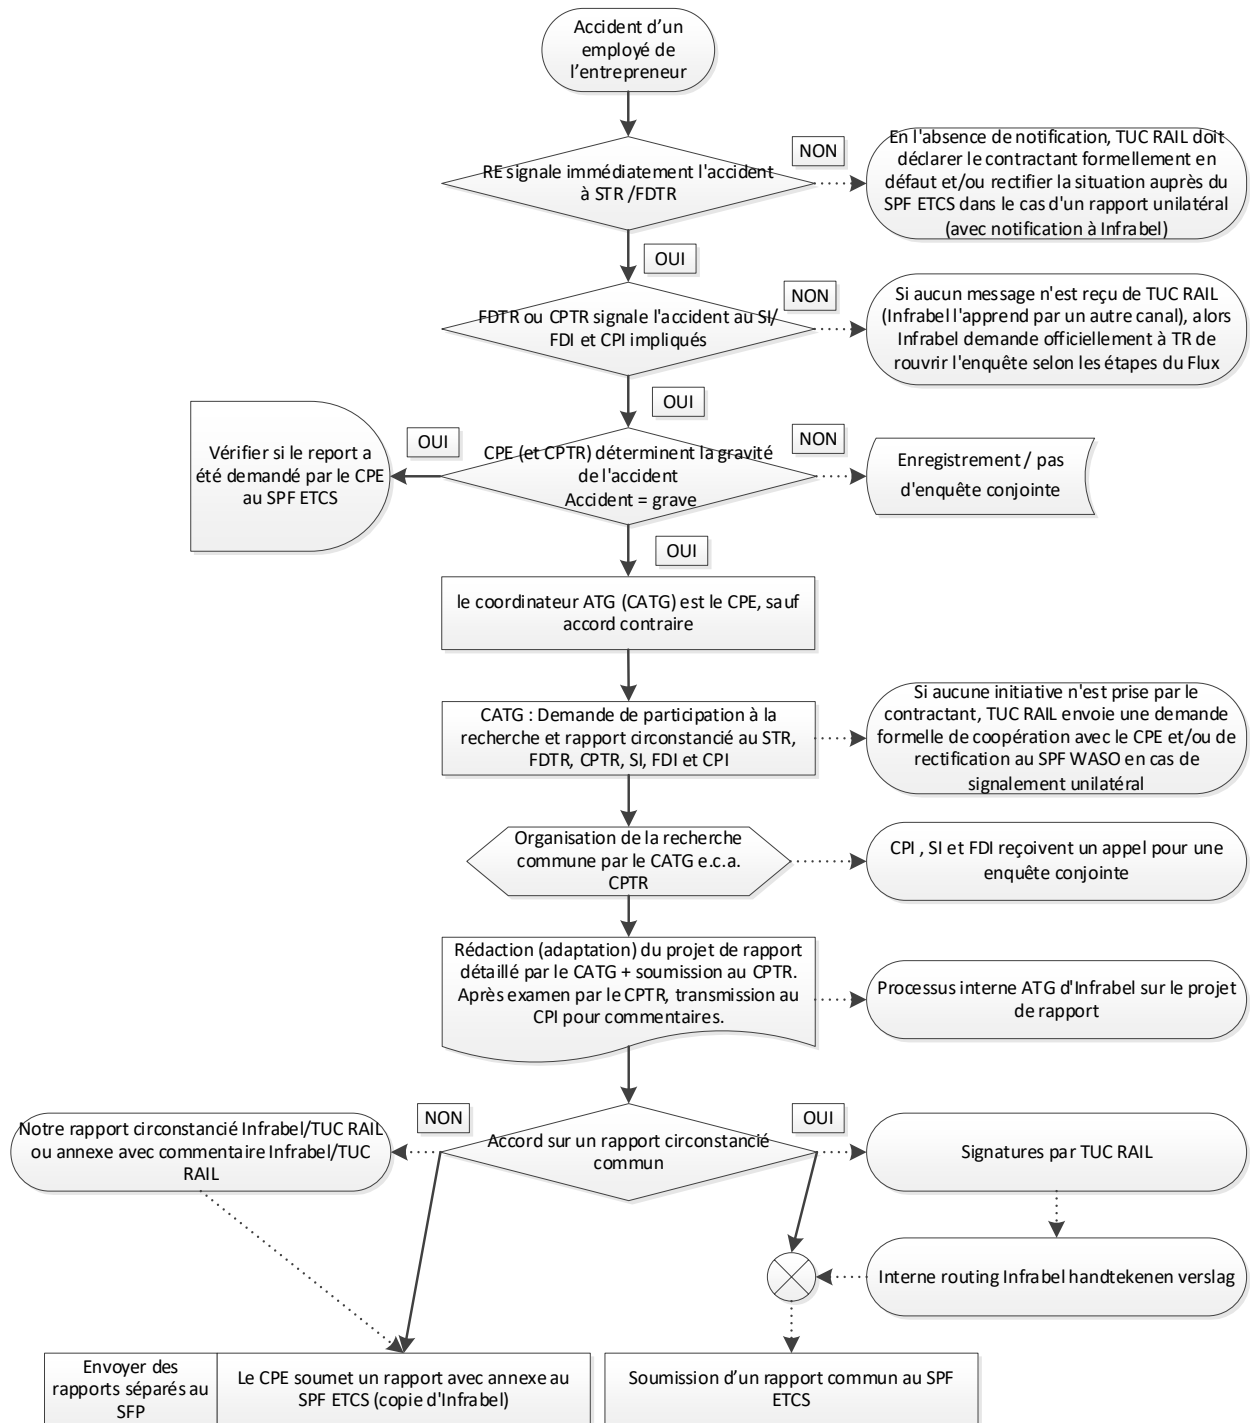 Accident d’un
employé de
l’entrepreneur
RE signale immédiatement l'accident
à STR /FDTR
NON
En l'absence de notification, TUC RAIL doit
déclarer le contractant formellement en
défaut et/ou rectifier la situation auprès du
SPF ETCS dans le cas d'un rapport unilatéral
(avec notification à Infrabel)
OUI
FDTR ou CPTR signale l'accident au SI/
FDI et CPI impliqués
NON
Si aucun message n'est reçu de TUC RAIL
(Infrabel l'apprend par un autre canal), alors
Infrabel demande officiellement à TR de
rouvrir l'enquête selon les étapes du Flux
OUI
Vérifier si le report a
été demandé par le CPE
au SPF ETCS
OUI
CPE (et CPTR) déterminent la gravité
de l'accident
Accident = grave
NON
Enregistrement / pas
d'enquête conjointe
OUI
le coordinateur ATG (CATG) est le CPE, sauf
accord contraire
CATG : Demande de participation à la
recherche et rapport circonstancié au STR,
FDTR, CPTR, SI, FDI et CPI
Si aucune initiative n'est prise par le
contractant, TUC RAIL envoie une demande
formelle de coopération avec le CPE et/ou de
rectification au SPF WASO en cas de
signalement unilatéral
Organisation de la recherche
commune par le CATG e.c.a.
CPTR
CPI , SI et FDI reçoivent un appel pour une
enquête conjointe
Rédaction (adaptation) du projet de rapport
détaillé par le CATG + soumission au CPTR.
Après examen par le CPTR, transmission au
CPI pour commentaires.
Processus interne ATG d'Infrabel sur le projet
de rapport
Notre rapport circonstancié Infrabel/TUC RAIL
ou annexe avec commentaire Infrabel/TUC
RAIL
NON
Accord sur un rapport circonstancié
commun
OUI
Signatures par TUC RAIL
Interne routing Infrabel handtekenen verslag
Envoyer des
rapports séparés au
SFP
Le CPE soumet un rapport avec annexe au
SPF ETCS (copie d'Infrabel)
Soumission d’un rapport commun au SPF
ETCS